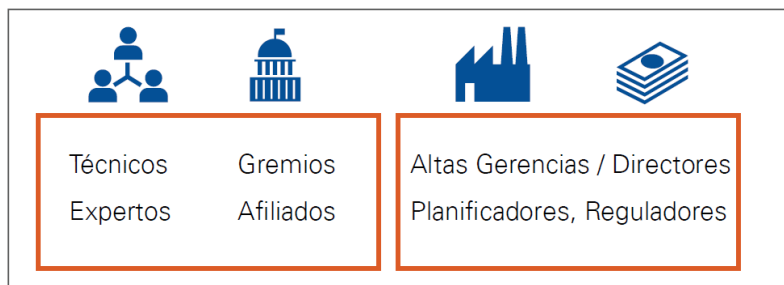 Técnicos Gremios
Expertos Afiliados
Altas Gerencias / Directores
Planificadores, Reguladores